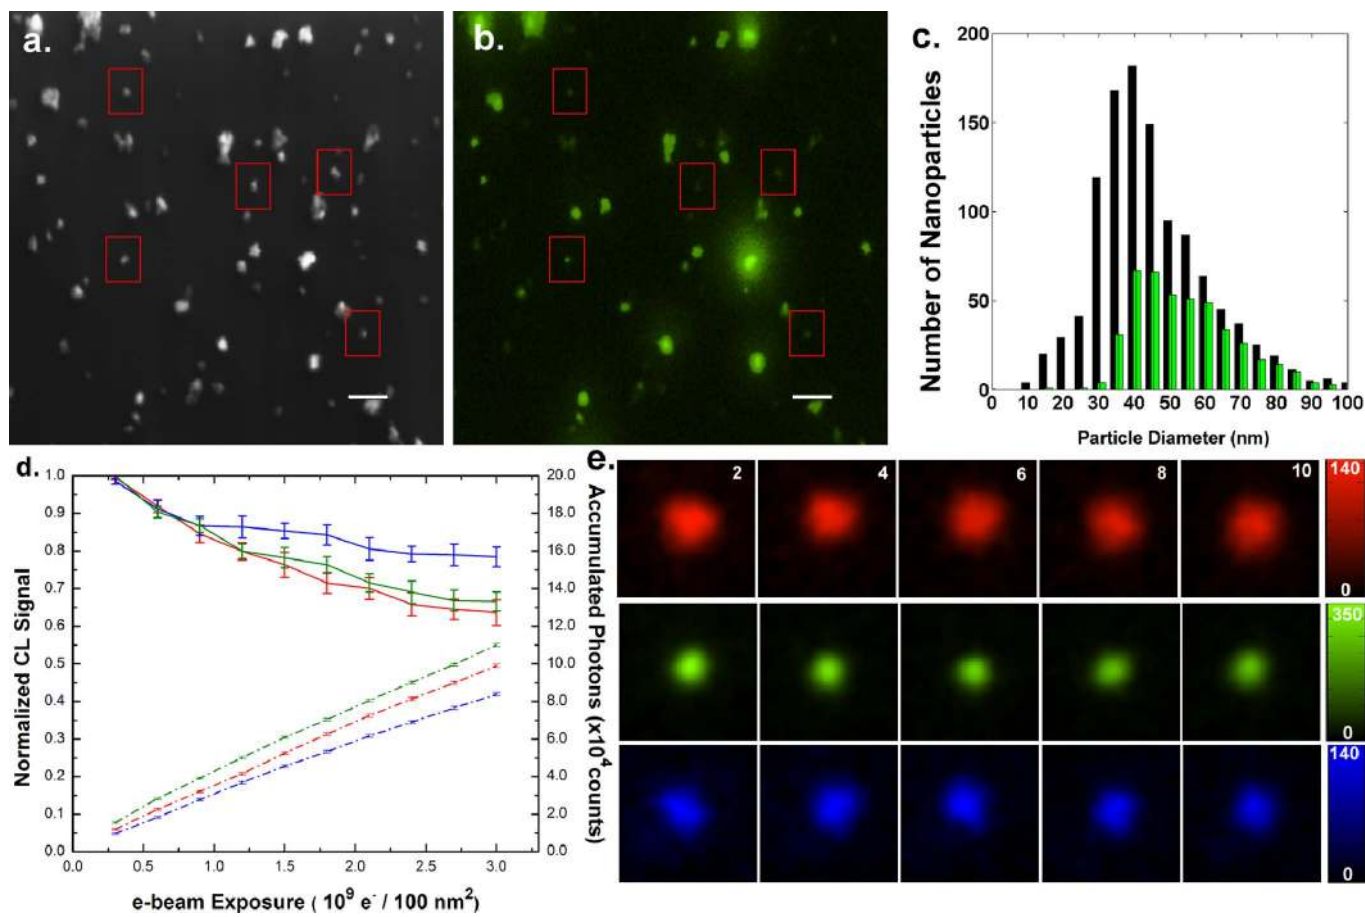 a.
b.
c.
200
150
100
50
0
Number of Nanoparticles
0 10 20 30 40 50 60 70 80 90 100
Particle Diameter (nm)
d.
1.0
0.9
0.8
0.7
0.6
0.5
0.4
0.3
0.2
0.1
Normalized CL Signal
20.0
18.0
16.0
14.0
12.0
10.0
8.0
6.0
4.0
2.0
0.0
Accumulated Photons (x10⁴ counts)
0.0 0.5 1.0 1.5 2.0 2.5 3.0
e-beam Exposure ( 10⁹ e⁻ / 100 nm²)
e.
2 4 6 8 10
140
0
350
0
140
0